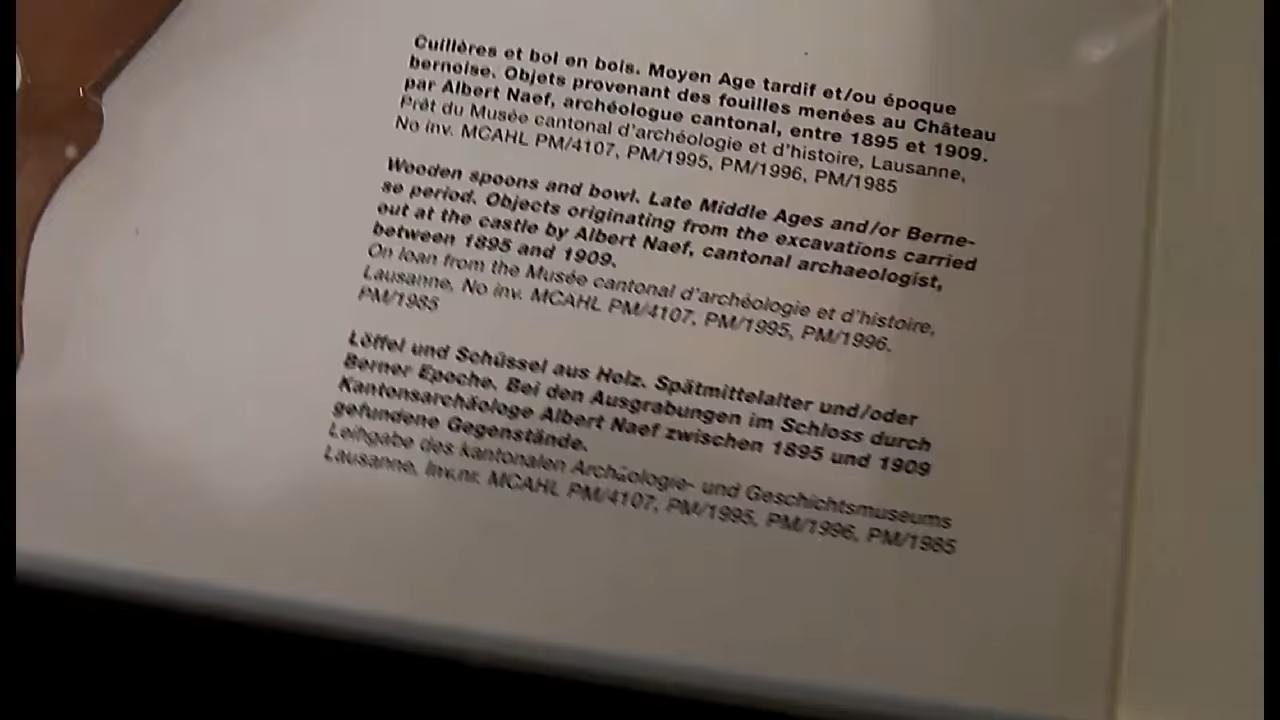 Cuillères et bol en bois. Moyen Age tardif et/ou époque
bernoise. Objets provenant des fouilles menées au Château
par Albert Naef, archéologue cantonal, entre 1895 et 1909.
Prêt du Musée cantonal d'archéologie et d'histoire, Lausanne,
No inv. MCAHL PM/4107, PM/1995, PM/1996, PM/1985
Wooden spoons and bowl. Late Middle Ages and/or Berne-
se period. Objects originating from the excavations carried
out at the castle by Albert Naef, cantonal archaeologist,
between 1895 and 1909.
On loan from the Musée cantonal d'archéologie et d'histoire,
Lausanne, No inv. MCAHL PM/4107, PM/1995, PM/1996.
PM/1985
Löffel und Schüssel aus Holz. Spätmittelalter und/oder
Berner Epoche. Bei den Ausgrabungen im Schloss durch
Kantonsarchäologe Albert Naef zwischen 1895 und 1909
gefundene Gegenstände.
Leihgabe des kantonalen Archäologie- und Geschichtsmuseums
Lausanne, Inv.nr. MCAHL PM/4107, PM/1995, PM/1996, PM/1985